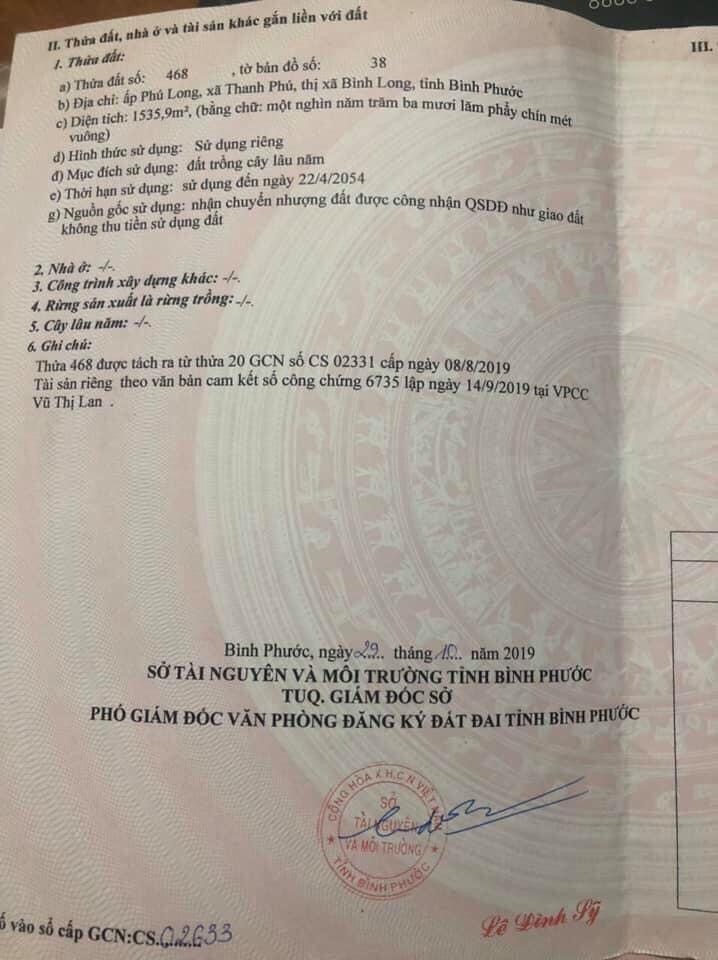 II. Thửa đất, nhà ở và tài sản khác gắn liền với đất
III.
1. Thửa đất:
a) Thửa đất số: 468 , tờ bản đồ số: 38
b) Địa chỉ: ấp Phú Long, xã Thanh Phú, thị xã Bình Long, tỉnh Bình Phước
c) Diện tích: 1535,9m², (bằng chữ: một nghìn năm trăm ba mươi lăm phẩy chín mét
vuông)
d) Hình thức sử dụng: Sử dụng riêng
đ) Mục đích sử dụng: đất trồng cây lâu năm
e) Thời hạn sử dụng: sử dụng đến ngày 22/4/2054
g) Nguồn gốc sử dụng: nhận chuyển nhượng đất được công nhận QSDĐ như giao đất
không thu tiền sử dụng đất
2. Nhà ở: -/-.
3. Công trình xây dựng khác: -/-.
4. Rừng sản xuất là rừng trồng: -/-.
5. Cây lâu năm: -/-.
6. Ghi chú:
Thửa 468 được tách ra từ thửa 20 GCN số CS 02331 cấp ngày 08/8/2019
Tài sản riêng theo văn bản cam kết số công chứng 6735 lập ngày 14/9/2019 tại VPCC
Vũ Thị Lan .
Bình Phước, ngày 29 tháng 10 năm 2019
SỞ TÀI NGUYÊN VÀ MÔI TRƯỜNG TỈNH BÌNH PHƯỚC
TUQ. GIÁM ĐỐC SỞ
PHÓ GIÁM ĐỐC VĂN PHÒNG ĐĂNG KÝ ĐẤT ĐAI TỈNH BÌNH PHƯỚC
CỘNG HÒA X.H.C.N VIỆT
SỞ
TÀI NGUYÊN
VÀ MÔI TRƯỜNG
TỈNH BÌNH PHƯỚC
Lê Đình Sỹ
ố vào sổ cấp GCN:CS.02633